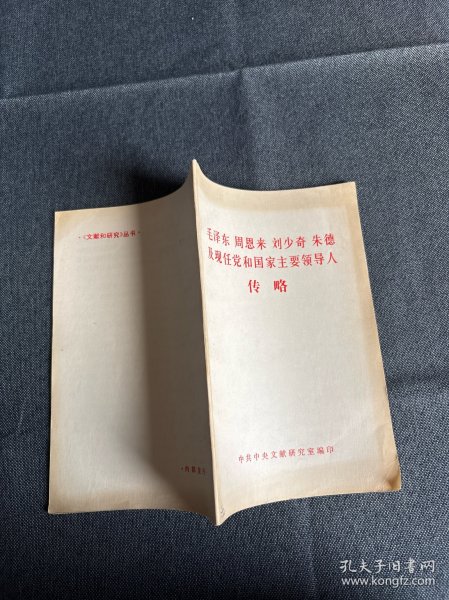 毛泽东 周恩来 刘少奇 朱德
及现任党和国家主要领导人
传略
中共中央文献研究室编印
·《文献和研究》丛书·
·内部发行
孔夫子旧书网
www.kongfz.com